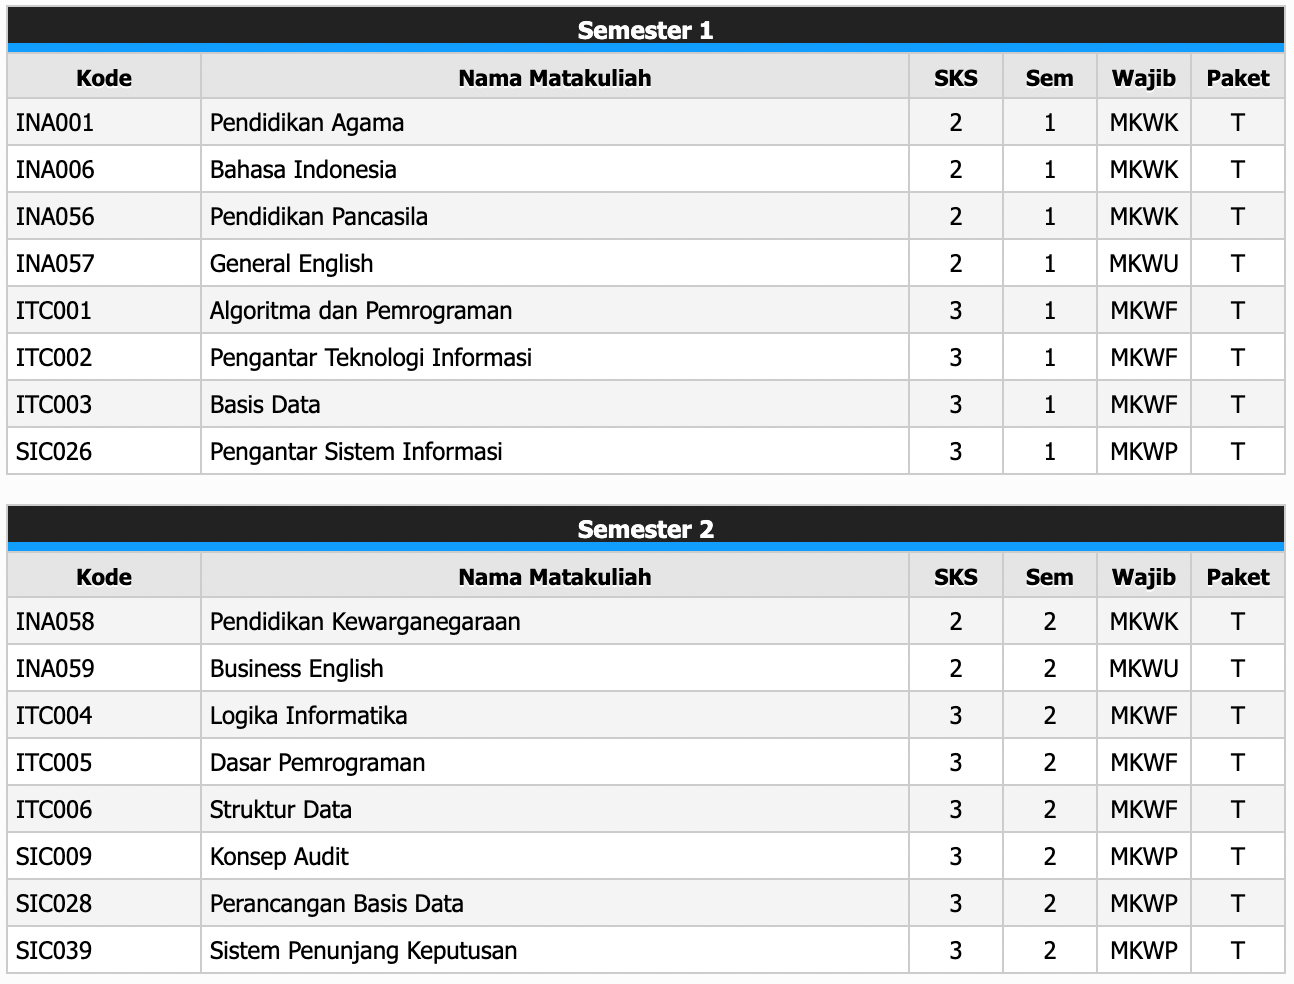 Semester 1
Kode Nama Matakuliah SKS Sem Wajib Paket
INA001 Pendidikan Agama 2 1 MKWK T
INA006 Bahasa Indonesia 2 1 MKWK T
INA056 Pendidikan Pancasila 2 1 MKWK T
INA057 General English 2 1 MKWU T
ITC001 Algoritma dan Pemrograman 3 1 MKWF T
ITC002 Pengantar Teknologi Informasi 3 1 MKWF T
ITC003 Basis Data 3 1 MKWF T
SIC026 Pengantar Sistem Informasi 3 1 MKWP T
Semester 2
Kode Nama Matakuliah SKS Sem Wajib Paket
INA058 Pendidikan Kewarganegaraan 2 2 MKWK T
INA059 Business English 2 2 MKWU T
ITC004 Logika Informatika 3 2 MKWF T
ITC005 Dasar Pemrograman 3 2 MKWF T
ITC006 Struktur Data 3 2 MKWF T
SIC009 Konsep Audit 3 2 MKWP T
SIC028 Perancangan Basis Data 3 2 MKWP T
SIC039 Sistem Penunjang Keputusan 3 2 MKWP T